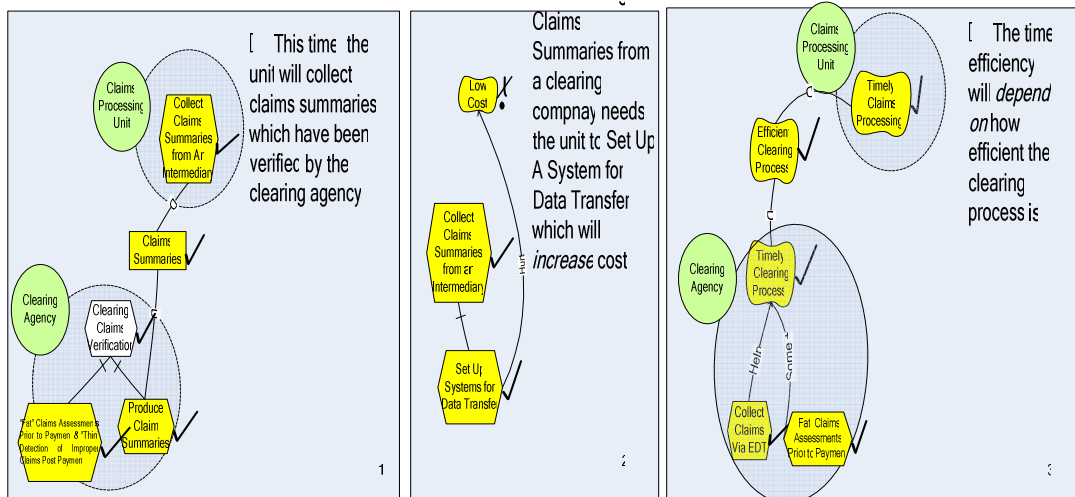 Claims
Processing
Unit
Collect
Claims
Summaries
from Ar
Intermediary
[ This time the
unit will collect
claims summaries
which have been
verified by the
clearing agency
Claims
Summaries
Clearing
Agency
Clearing
Claims
Verification
"Fat" Claims Assessments
Prior to Paymen & "Thin
Detection of Improper
Claims Post Paymen
Produce
Claim
Summaries
1
Low
Cost
Claims
Summaries from
a clearing
compnay needs
the unit to Set Up
A System for
Data Transfer
which will
increase cost
Hurt
Collect
Claims
Summaries
from ar
Intermediary
Set Up
Systems for
Data Transfer
2
Claims
Processing
Unit
Timely
Claims
Processing
Efficient
Clearing
Process
[ The time
efficiency
will depend
on how
efficient the
clearing
process is
Clearing
Agency
Timely
Clearing
Process
Help
Some +
Collect
Claims
Via EDT
Fat Claims
Assessments
Prior to Paymen
3